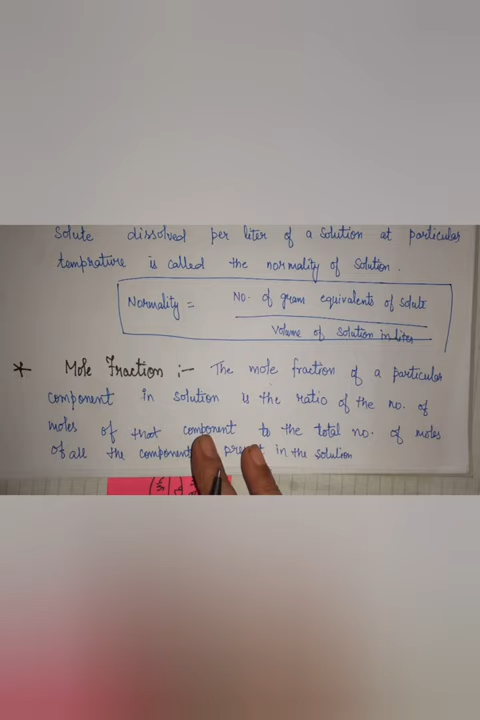 Solute dissolved per liter of a solution at particular
temprature is called the normality of solution.
Normality = No. of gram equivalents of solute
Volume of solution in liter
* Mole Fraction :- The mole fraction of a particular
component in solution is the ratio of the no. of
moles of that component to the total no. of moles
of all the component present in the solution